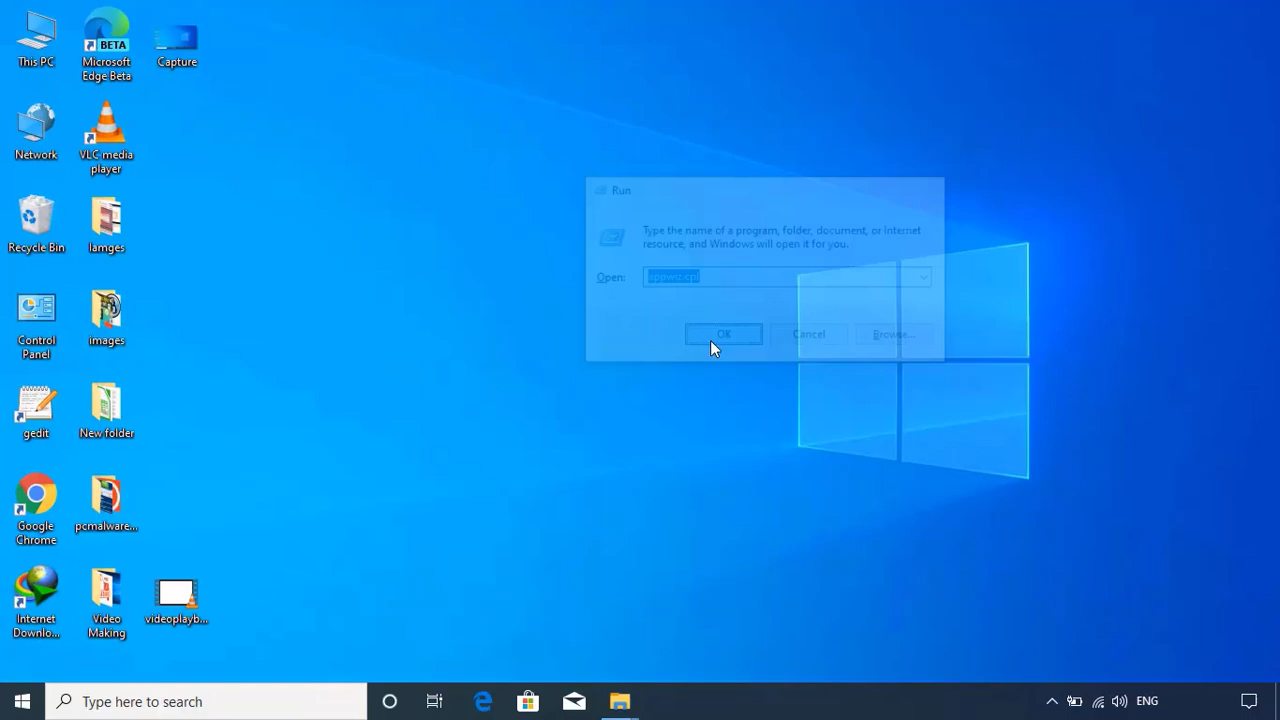 This PC
Microsoft
Edge Beta
BETA
Capture
Network
VLC media
player
Recycle Bin
Iamges
Control
Panel
images
gedit
New folder
Google
Chrome
pcmalware...
Internet
Downlo...
Video
Making
videoplayb...
Run
Type the name of a program, folder, document, or Internet
resource, and Windows will open it for you.
Open:
appwiz.cpl
OK
Cancel
Browse...
Type here to search
ENG